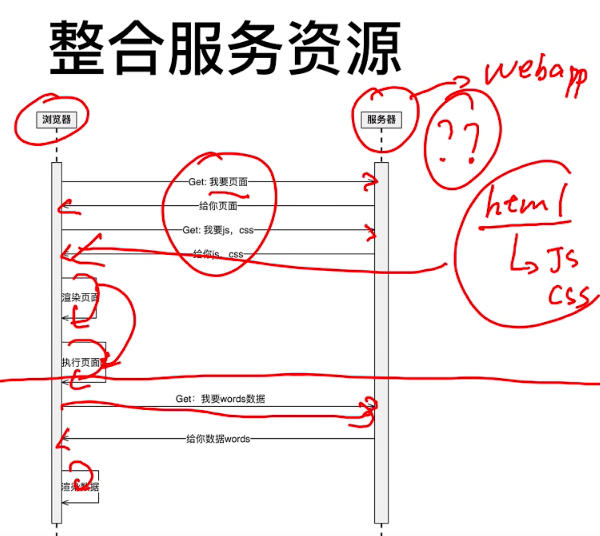 整合服务资源
浏览器
服务器
webapp
??
Get: 我要页面
给你页面
Get: 我要js，css
给你js，css
html
Js
css
渲染页面
执行页面
Get：我要words数据
给你数据words
渲染数据